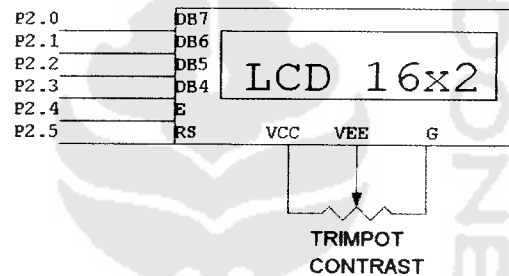 P2.0 DB7
P2.1 DB6
P2.2 DB5
P2.3 DB4
LCD 16x2
P2.4 E
P2.5 RS VCC VEE G
TRIMPOT
CONTRAST